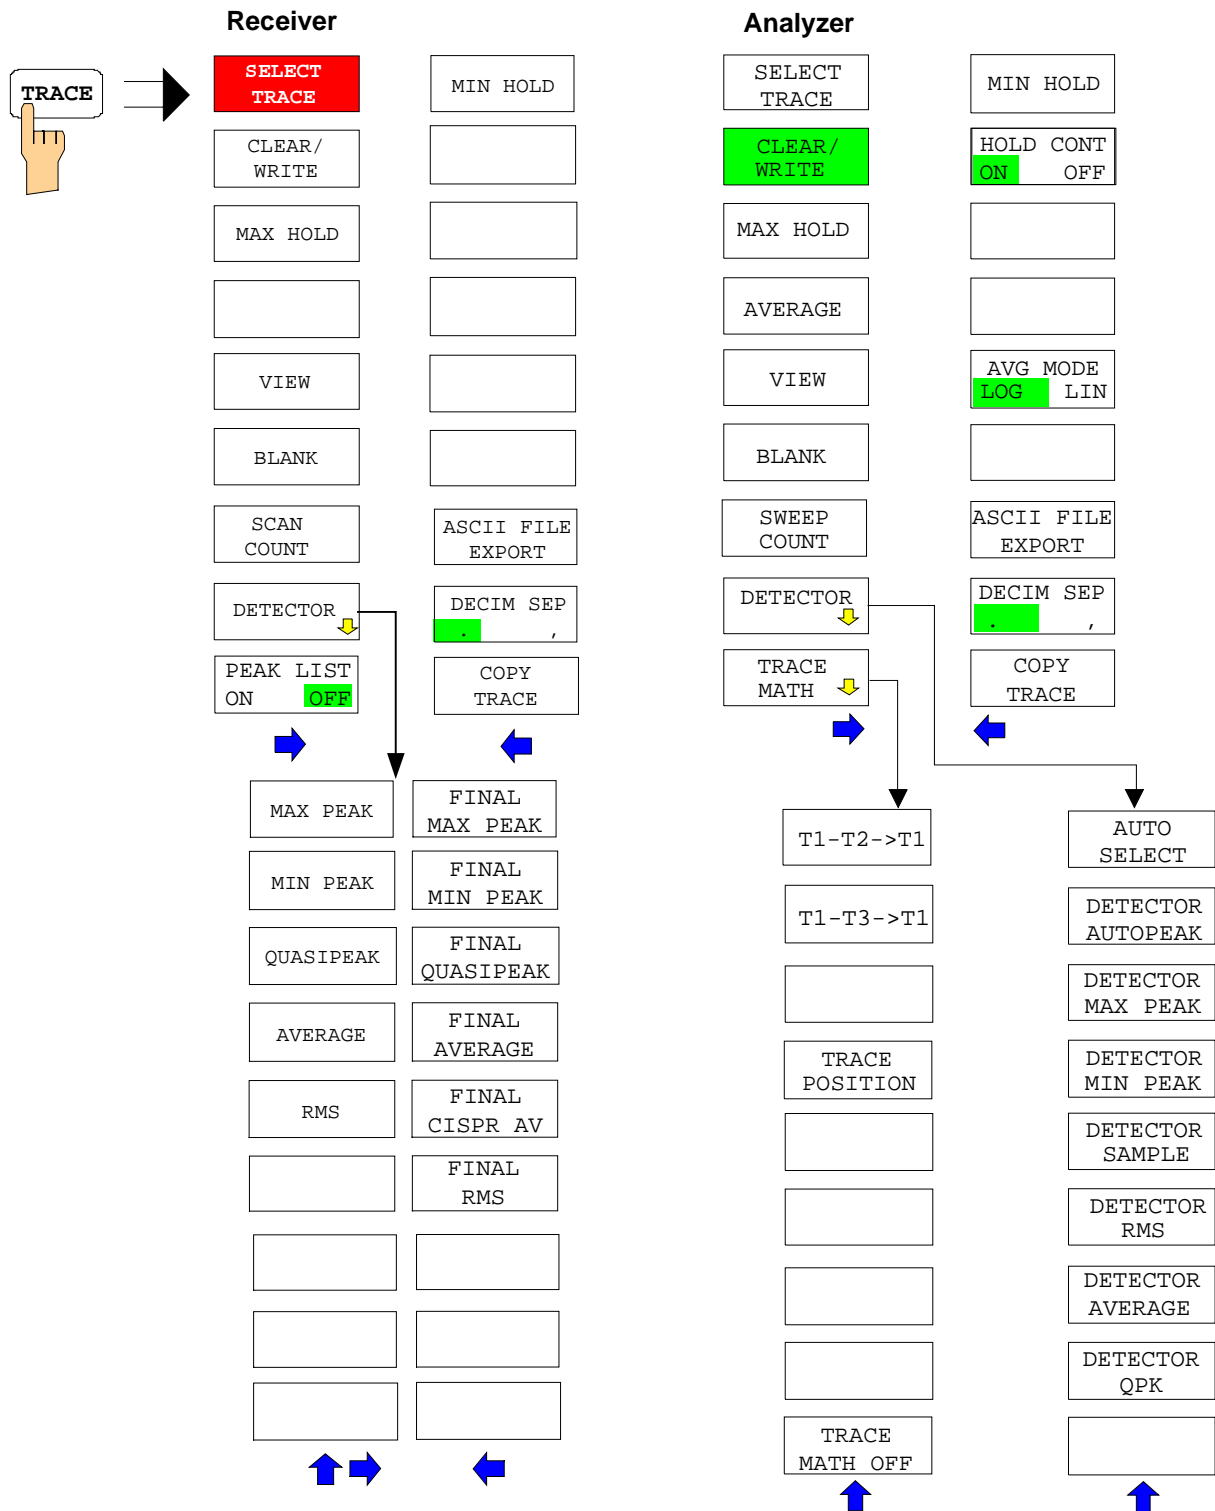 Receiver
Analyzer
TRACE
SELECT
TRACE
CLEAR/
WRITE
MAX HOLD
VIEW
BLANK
SCAN
COUNT
DETECTOR
PEAK LIST
ON OFF
MIN HOLD
ASCII FILE
EXPORT
DECIM SEP
. ,
COPY
TRACE
MAX PEAK
MIN PEAK
QUASIPEAK
AVERAGE
RMS
FINAL
MAX PEAK
FINAL
MIN PEAK
FINAL
QUASIPEAK
FINAL
AVERAGE
FINAL
CISPR AV
FINAL
RMS
SELECT
TRACE
CLEAR/
WRITE
MAX HOLD
AVERAGE
VIEW
BLANK
SWEEP
COUNT
DETECTOR
TRACE
MATH
MIN HOLD
HOLD CONT
ON OFF
AVG MODE
LOG LIN
ASCII FILE
EXPORT
DECIM SEP
. ,
COPY
TRACE
T1-T2->T1
T1-T3->T1
TRACE
POSITION
TRACE
MATH OFF
AUTO
SELECT
DETECTOR
AUTOPEAK
DETECTOR
MAX PEAK
DETECTOR
MIN PEAK
DETECTOR
SAMPLE
DETECTOR
RMS
DETECTOR
AVERAGE
DETECTOR
QPK